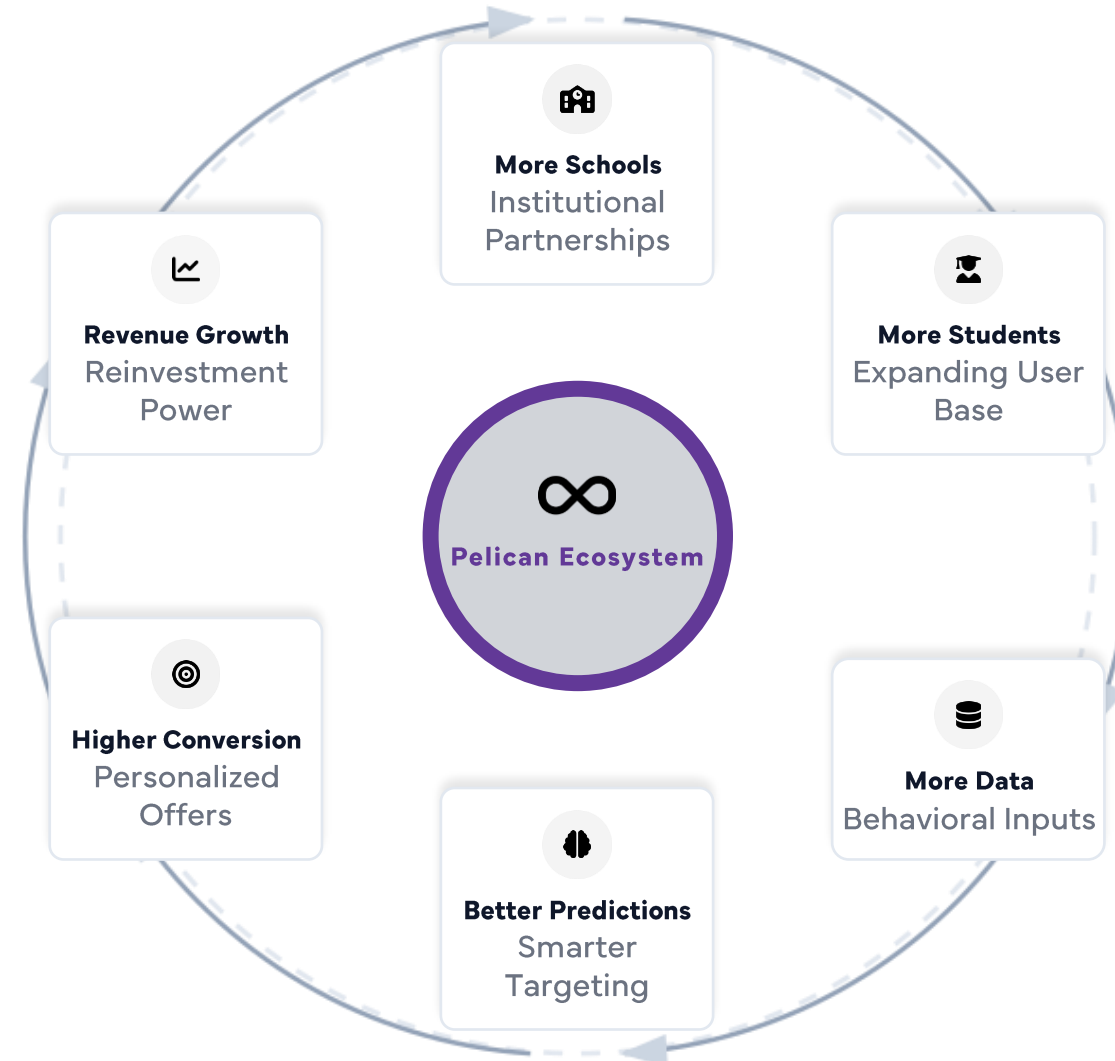 More Schools
Institutional
Partnerships
More Students
Expanding User
Base
More Data
Behavioral Inputs
Better Predictions
Smarter
Targeting
Higher Conversion
Personalized
Offers
Revenue Growth
Reinvestment
Power
Pelican Ecosystem